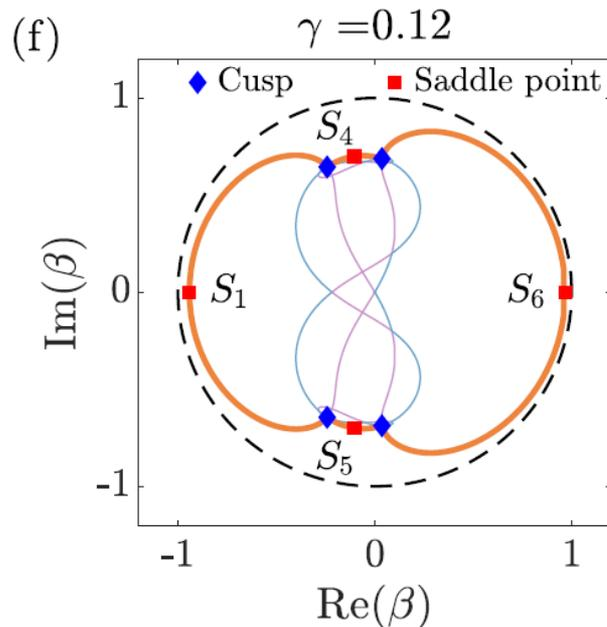 (f)
γ =0.12
Cusp
Saddle point
1
S4
0
S1
S6
S5
-1
Im(β)
-1
0
1
Re(β)